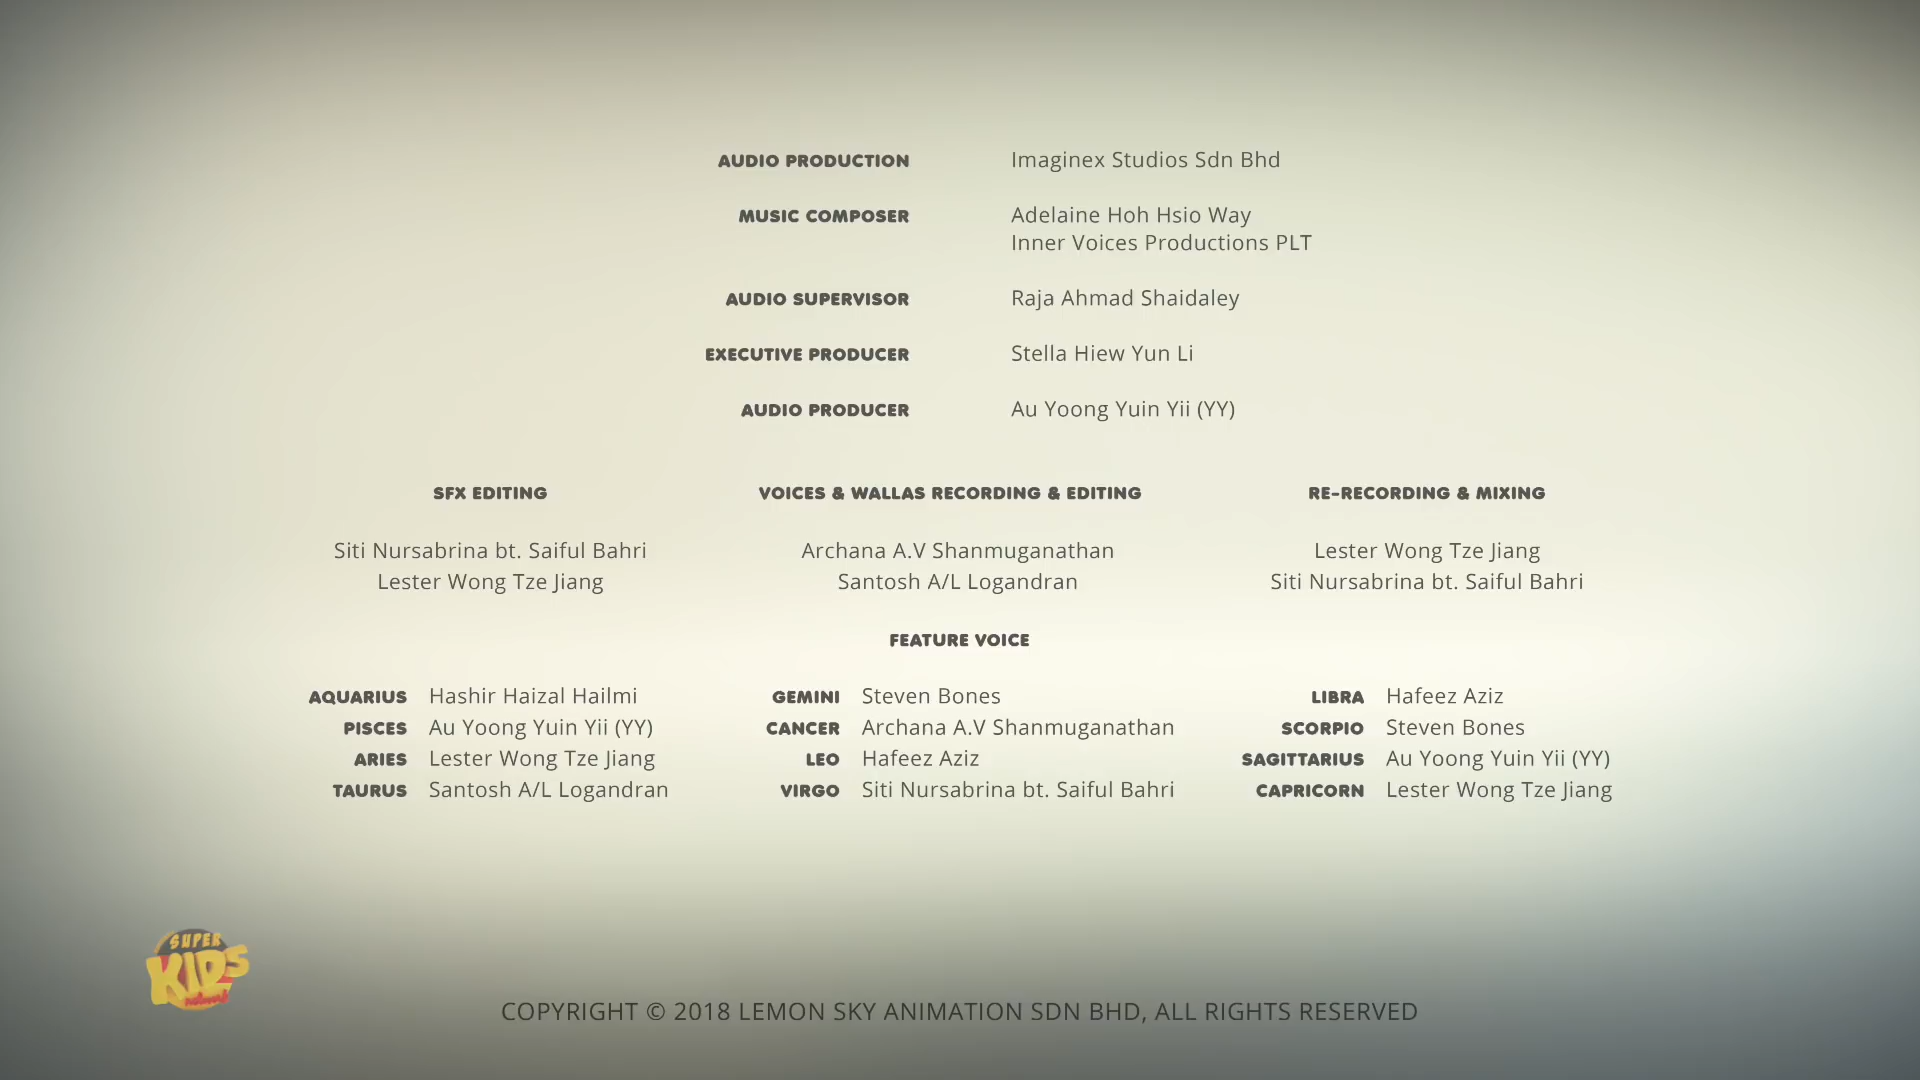 AUDIO PRODUCTION Imaginex Studios Sdn Bhd
MUSIC COMPOSER Adelaine Hoh Hsio Way
Inner Voices Productions PLT
AUDIO SUPERVISOR Raja Ahmad Shaidaley
EXECUTIVE PRODUCER Stella Hiew Yun Li
AUDIO PRODUCER Au Yoong Yuin Yii (YY)
SFX EDITING
Siti Nursabrina bt. Saiful Bahri
Lester Wong Tze Jiang
VOICES & WALLAS RECORDING & EDITING
Archana A.V Shanmuganathan
Santosh A/L Logandran
RE-RECORDING & MIXING
Lester Wong Tze Jiang
Siti Nursabrina bt. Saiful Bahri
FEATURE VOICE
AQUARIUS Hashir Haizal Hailmi
PISCES Au Yoong Yuin Yii (YY)
ARIES Lester Wong Tze Jiang
TAURUS Santosh A/L Logandran
GEMINI Steven Bones
CANCER Archana A.V Shanmuganathan
LEO Hafeez Aziz
VIRGO Siti Nursabrina bt. Saiful Bahri
LIBRA Hafeez Aziz
SCORPIO Steven Bones
SAGITTARIUS Au Yoong Yuin Yii (YY)
CAPRICORN Lester Wong Tze Jiang
SUPER
KIDS
network
COPYRIGHT © 2018 LEMON SKY ANIMATION SDN BHD, ALL RIGHTS RESERVED